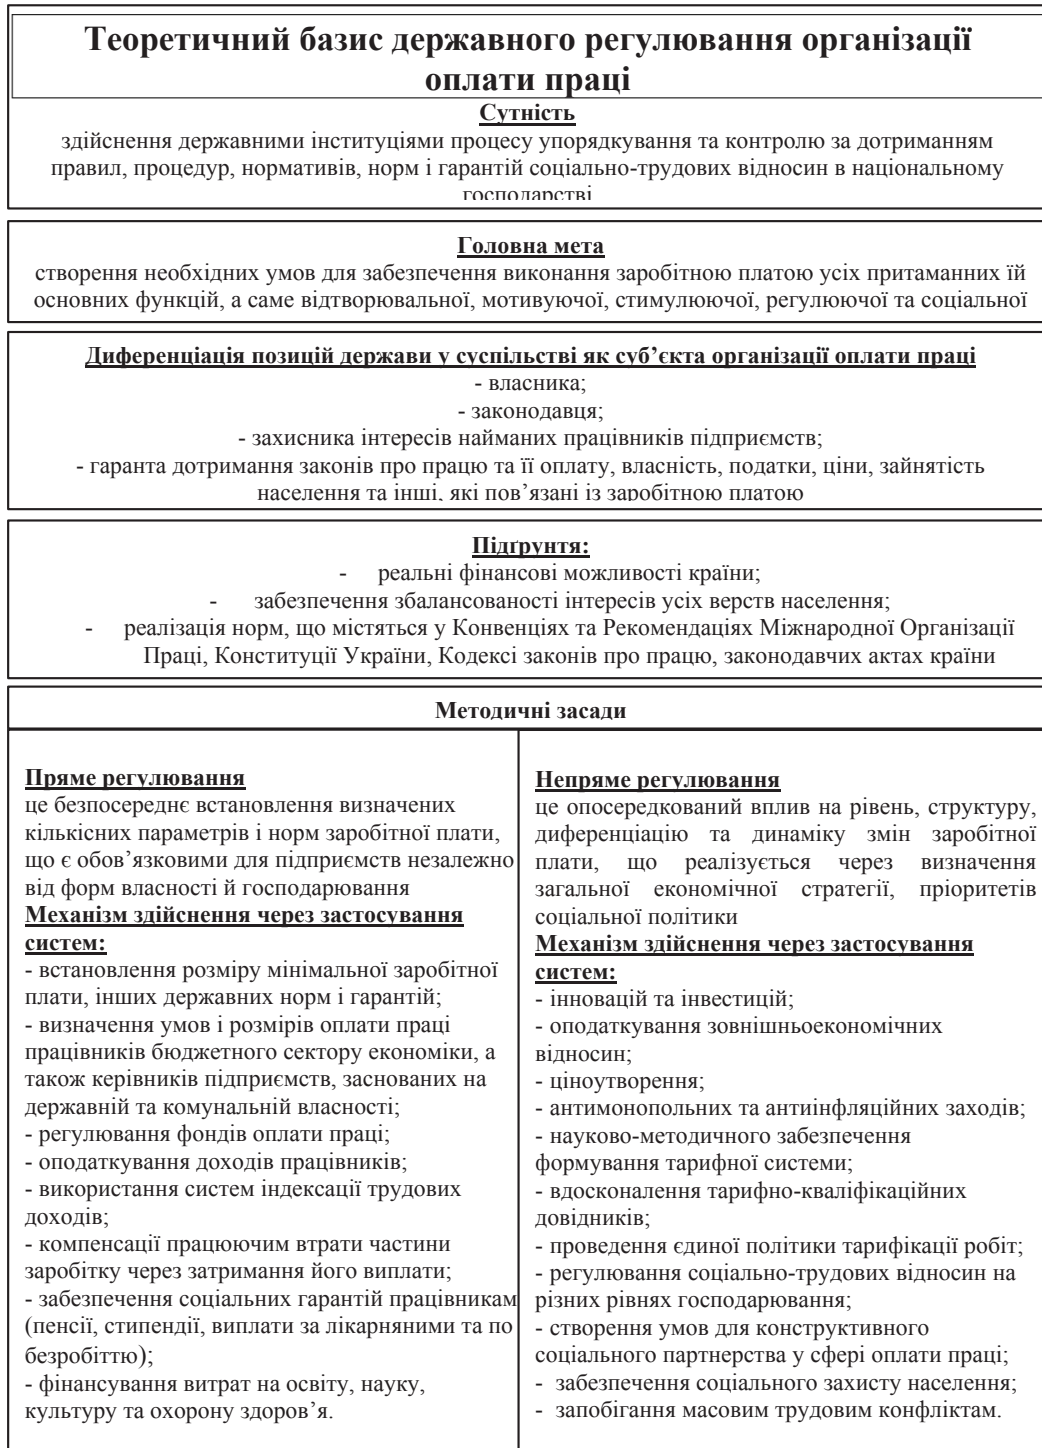 Теоретичний базис державного регулювання організації
оплати праці
Сутність
здійснення державними інституціями процесу упорядкування та контролю за дотриманням
правил, процедур, нормативів, норм і гарантій соціально-трудових відносин в національному
господарстві
Головна мета
створення необхідних умов для забезпечення виконання заробітною платою усіх притаманних їй
основних функцій, а саме відтворювальної, мотивуючої, стимулюючої, регулюючої та соціальної
Диференціація позицій держави у суспільстві як суб’єкта організації оплати праці
- власника;
- законодавця;
- захисника інтересів найманих працівників підприємств;
- гаранта дотримання законів про працю та її оплату, власність, податки, ціни, зайнятість
населення та інші, які пов’язані із заробітною платою
Підґрунтя:
- реальні фінансові можливості країни;
- забезпечення збалансованості інтересів усіх верств населення;
- реалізація норм, що містяться у Конвенціях та Рекомендаціях Міжнародної Організації
Праці, Конституції України, Кодексі законів про працю, законодавчих актах країни
Методичні засади
Пряме регулювання
це безпосереднє встановлення визначених
кількісних параметрів і норм заробітної плати,
що є обов’язковими для підприємств незалежно
від форм власності й господарювання
Механізм здійснення через застосування
систем:
- встановлення розміру мінімальної заробітної
плати, інших державних норм і гарантій;
- визначення умов і розмірів оплати праці
працівників бюджетного сектору економіки, а
також керівників підприємств, заснованих на
державній та комунальній власності;
- регулювання фондів оплати праці;
- оподаткування доходів працівників;
- використання систем індексації трудових
доходів;
- компенсації працюючим втрати частини
заробітку через затримання його виплати;
- забезпечення соціальних гарантій працівникам
(пенсії, стипендії, виплати за лікарняними та по
безробіттю);
- фінансування витрат на освіту, науку,
культуру та охорону здоров’я.
Непряме регулювання
це опосередкований вплив на рівень, структуру,
диференціацію та динаміку змін заробітної
плати, що реалізується через визначення
загальної економічної стратегії, пріоритетів
соціальної політики
Механізм здійснення через застосування
систем:
- інновацій та інвестицій;
- оподаткування зовнішньоекономічних
відносин;
- ціноутворення;
- антимонопольних та антиінфляційних заходів;
- науково-методичного забезпечення
формування тарифної системи;
- вдосконалення тарифно-кваліфікаційних
довідників;
- проведення єдиної політики тарифікації робіт;
- регулювання соціально-трудових відносин на
різних рівнях господарювання;
- створення умов для конструктивного
соціального партнерства у сфері оплати праці;
- забезпечення соціального захисту населення;
- запобігання масовим трудовим конфліктам.